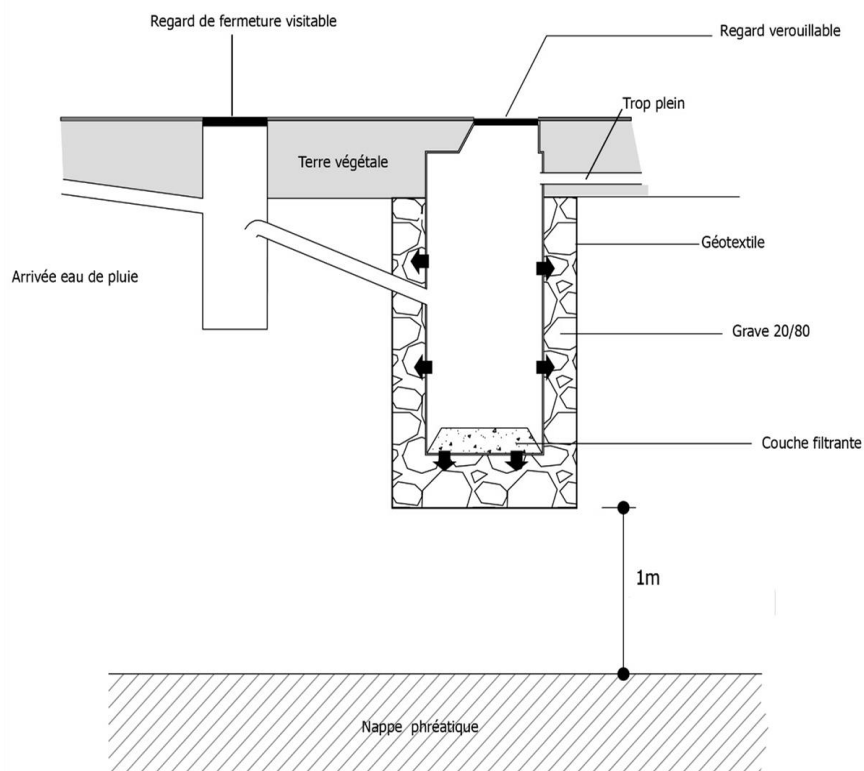 Regard de fermeture visitable
Regard verouillable
Trop plein
Terre végétale
Géotextile
Arrivée eau de pluie
Grave 20/80
Couche filtrante
1m
Nappe phréatique